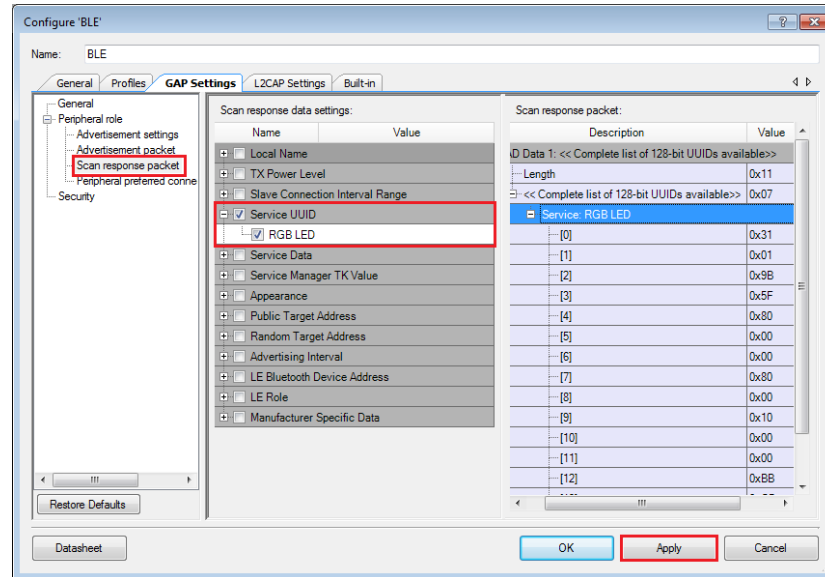 Configure 'BLE'
Name: BLE
General Profiles GAP Settings L2CAP Settings Built-in
General
Peripheral role
Advertisement settings
Advertisement packet
Scan response packet
Peripheral preferred conne
Security
Restore Defaults
Scan response data settings:
Name Value
Local Name
TX Power Level
Slave Connection Interval Range
Service UUID
RGB LED
Service Data
Service Manager TK Value
Appearance
Public Target Address
Random Target Address
Advertising Interval
LE Bluetooth Device Address
LE Role
Manufacturer Specific Data
Scan response packet:
Description Value
D Data 1: << Complete list of 128-bit UUIDs available>>
Length 0x11
<< Complete list of 128-bit UUIDs available>> 0x07
Service: RGB LED
[0] 0x31
[1] 0x01
[2] 0x9B
[3] 0x5F
[4] 0x80
[5] 0x00
[6] 0x00
[7] 0x80
[8] 0x00
[9] 0x10
[10] 0x00
[11] 0x00
[12] 0xBB
Datasheet OK Apply Cancel